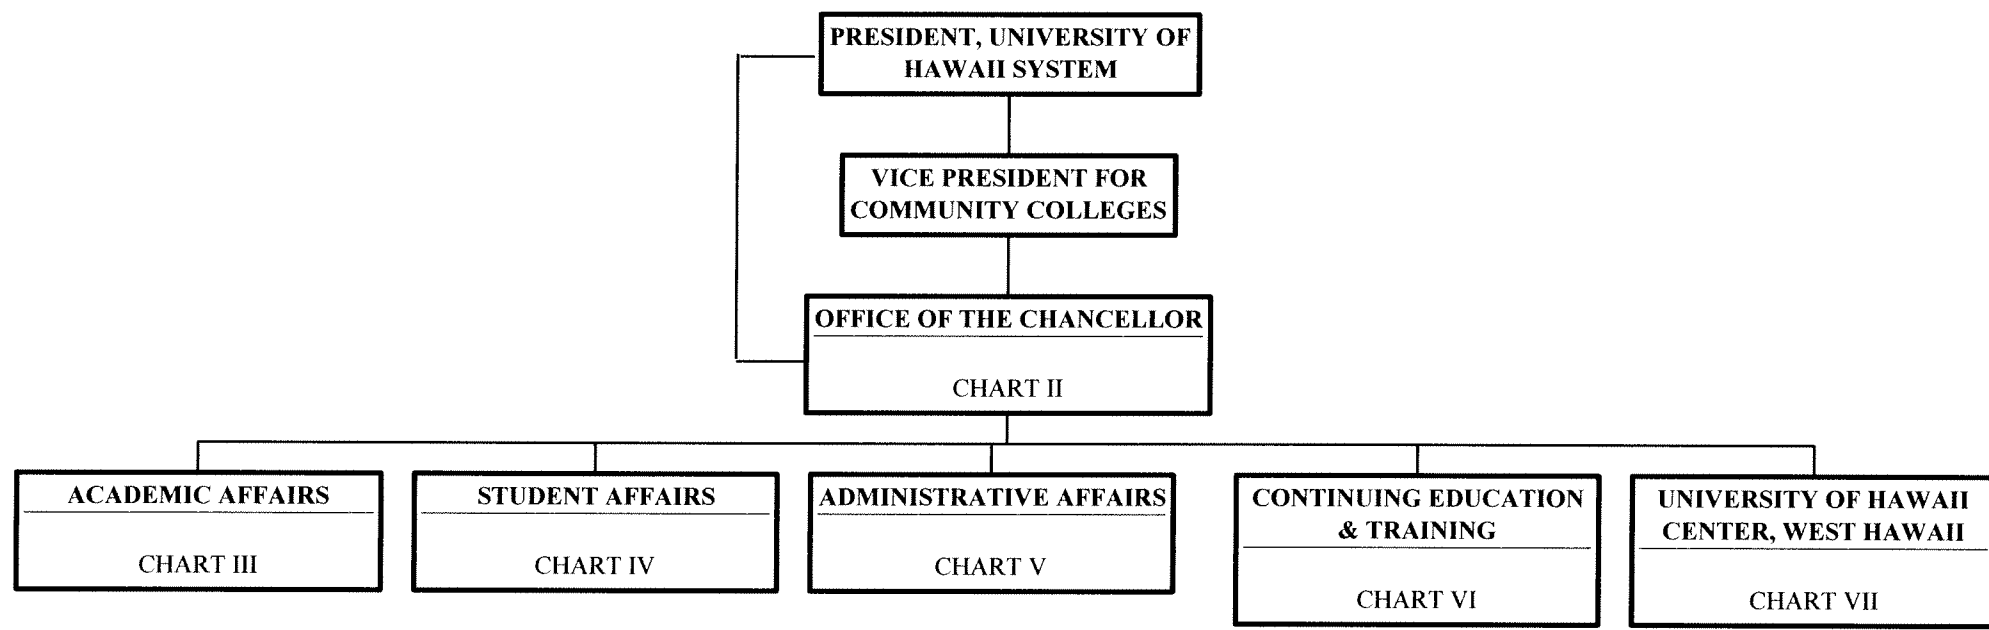 PRESIDENT, UNIVERSITY OF
HAWAII SYSTEM
VICE PRESIDENT FOR
COMMUNITY COLLEGES
OFFICE OF THE CHANCELLOR
CHART II
ACADEMIC AFFAIRS
CHART III
STUDENT AFFAIRS
CHART IV
ADMINISTRATIVE AFFAIRS
CHART V
CONTINUING EDUCATION
& TRAINING
CHART VI
UNIVERSITY OF HAWAII
CENTER, WEST HAWAII
CHART VII